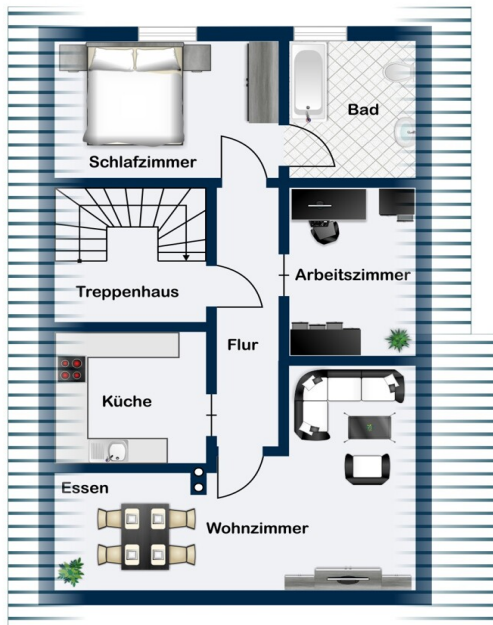 Bad
Schlafzimmer
Arbeitszimmer
Treppenhaus
Flur
Küche
Essen
Wohnzimmer